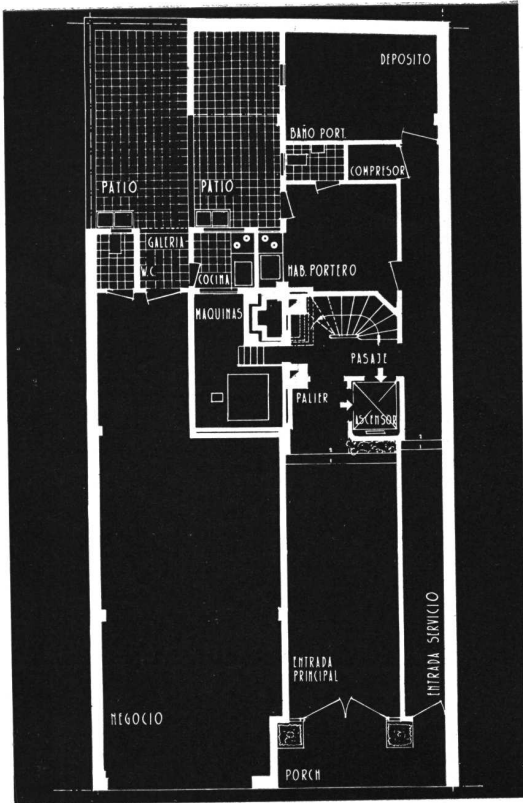 DEPOSITO
BAÑO PORT.
COMPRESOR
PATIO
PATIO
GALERIA
W.C.
COCINA
HAB. PORTERO
MAQUINAS
PASAJE
PALIER
ASCENSOR
ENTRADA SERVICIO
ENTRADA
PRINCIPAL
NEGOCIO
PORCH